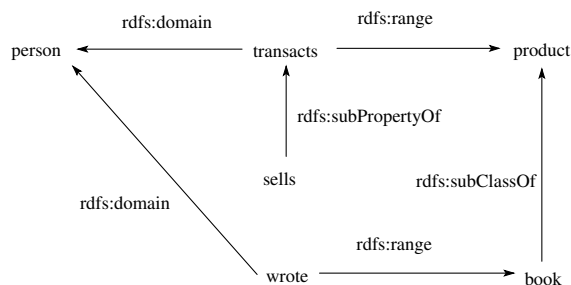 rdfs:domain
rdfs:range
person
transacts
product
rdfs:subPropertyOf
sells
rdfs:subClassOf
rdfs:domain
rdfs:range
wrote
book